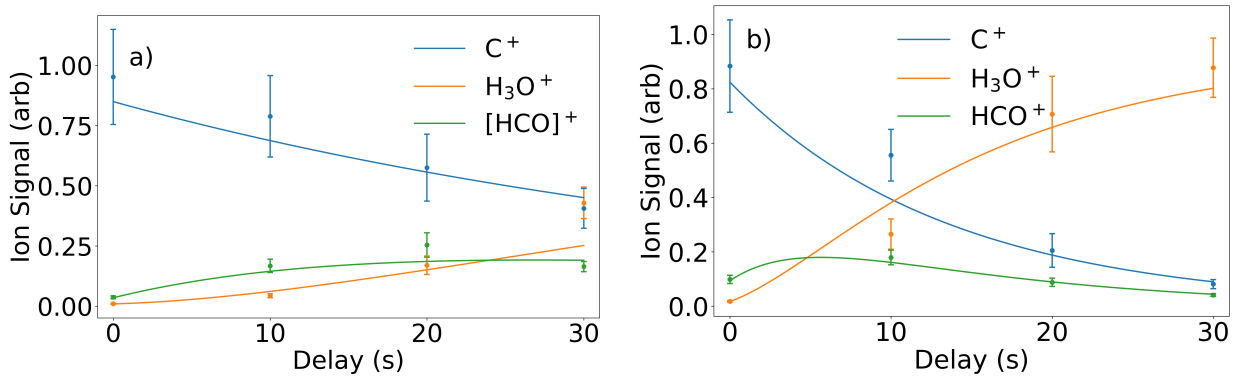 a)
C⁺
H₃O⁺
[HCO]⁺
1.00
0.75
0.50
0.25
0.00
Ion Signal (arb)
0 10 20 30
Delay (s)
b)
C⁺
H₃O⁺
HCO⁺
1.0
0.8
0.6
0.4
0.2
0.0
Ion Signal (arb)
0 10 20 30
Delay (s)